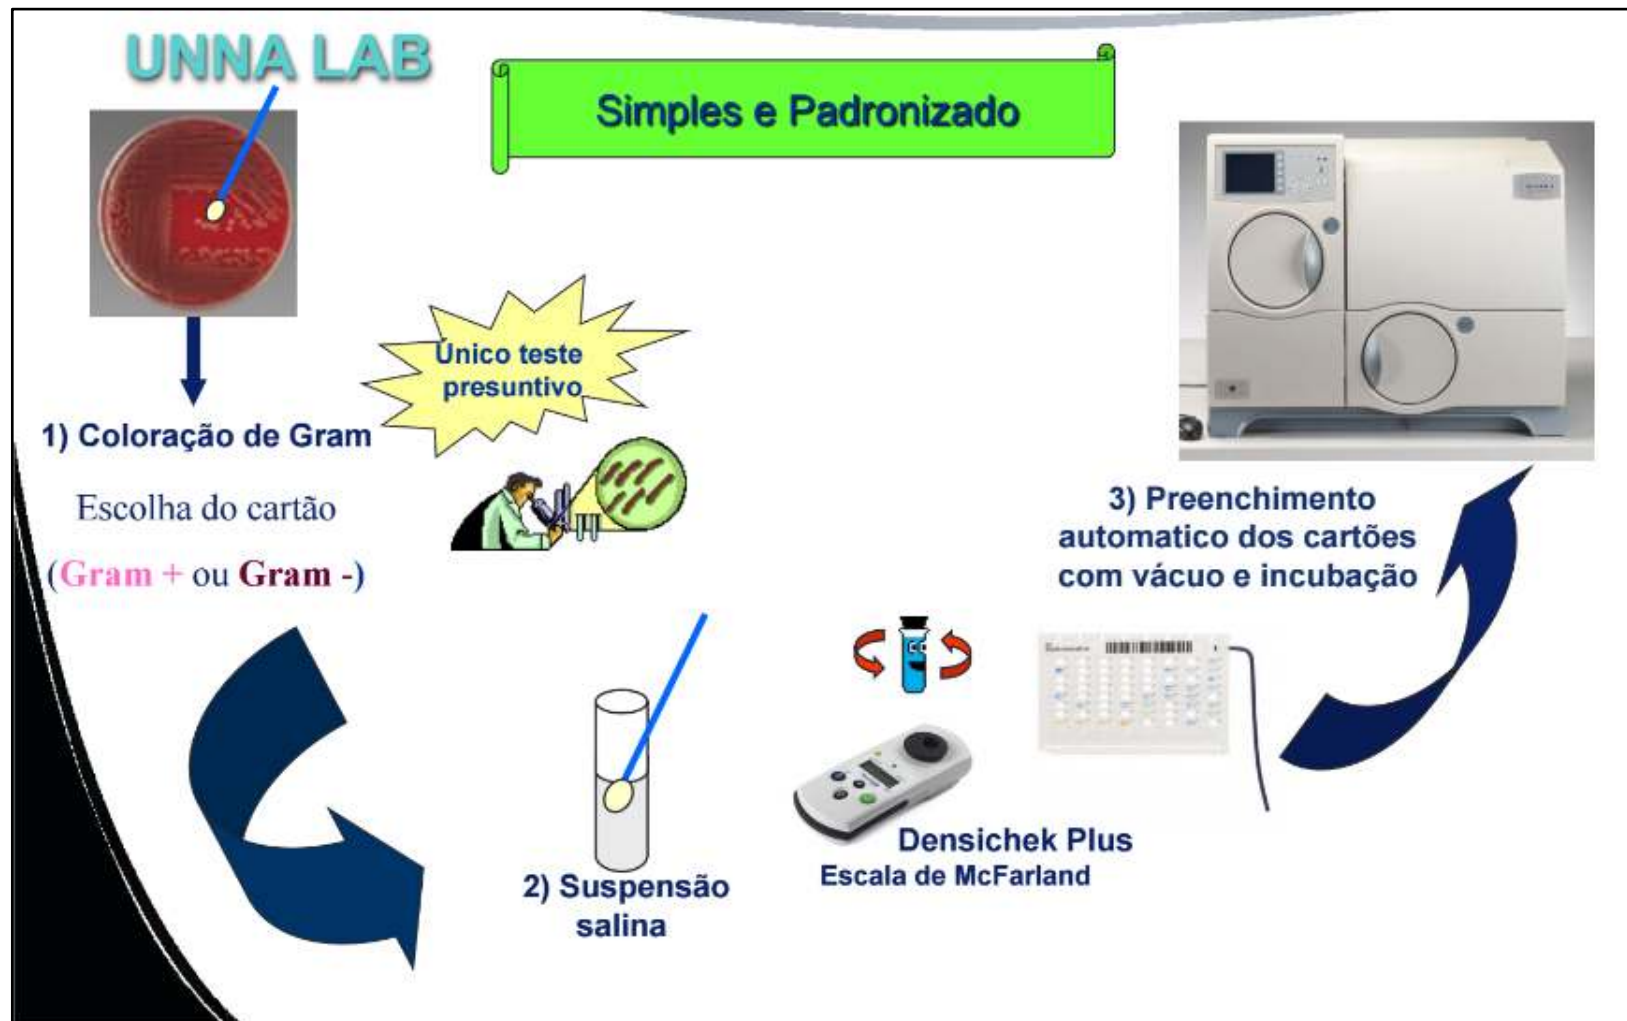 UNNA LAB
Simples e Padronizado
Único teste
presuntivo
1) Coloração de Gram
Escolha do cartão
(Gram + ou Gram -)
2) Suspensão
salina
Densichek Plus
Escala de McFarland
3) Preenchimento
automatico dos cartões
com vácuo e incubação